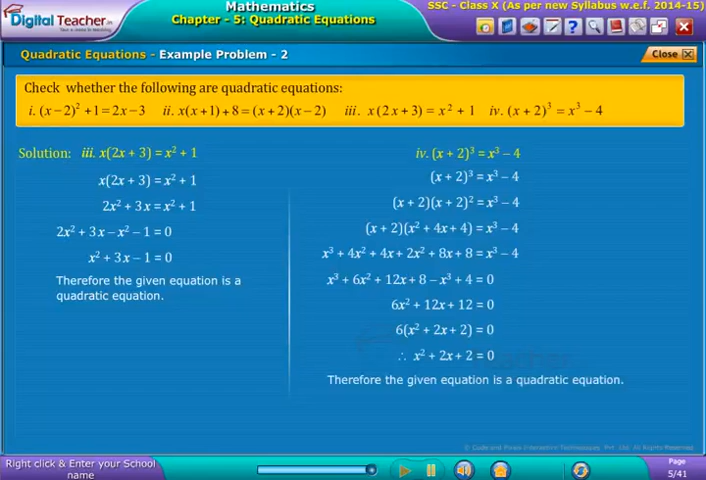 Mathematics
Chapter - 5: Quadratic Equations
SSC - Class X (As per new Syllabus w.e.f. 2014-15)
Digital Teacher.in
Quadratic Equations - Example Problem - 2
Close
Check whether the following are quadratic equations:
i. (x−2)² +1=2x−3 ii. x(x+1)+8=(x+2)(x−2) iii. x(2x+3) = x² + 1 iv. (x + 2)³ = x³ − 4
Solution: iii. x(2x + 3) = x² + 1
x(2x + 3) = x² + 1
2x² + 3x = x² + 1
2x² + 3x – x² – 1 = 0
x² + 3x – 1 = 0
Therefore the given equation is a
quadratic equation.
iv. (x + 2)³ = x³ – 4
(x + 2)³ = x³ – 4
(x + 2)(x + 2)² = x³ – 4
(x + 2)(x² + 4x + 4) = x³ – 4
x³ + 4x² + 4x + 2x² + 8x + 8 = x³ – 4
x³ + 6x² + 12x + 8 – x³ + 4 = 0
6x² + 12x + 12 = 0
6(x² + 2x + 2) = 0
∴ x² + 2x + 2 = 0
Therefore the given equation is a quadratic equation.
Right click & Enter your School
name
Page
5/41